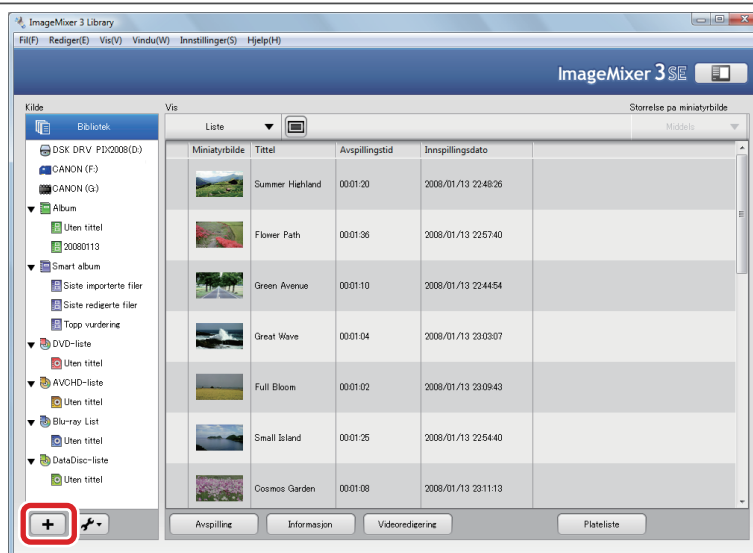 ImageMixer 3 Library
Fil(F) Rediger(E) Vis(V) Vindu(W) Innstillinger(S) Hjelp(H)
ImageMixer 3 SE
Kilde
Vis
Storrelse pa miniatyrbilde
Bibliotek
Liste
Middels
DSK DRV PIX2008(D:)
CANON (F:)
CANON (G:)
Album
Uten tittel
20080113
Smart album
Siste importerte filer
Siste redigerte filer
Topp vurdering
DVD-liste
Uten tittel
AVCHD-liste
Uten tittel
Blu-ray List
Uten tittel
DataDisc-liste
Uten tittel
Miniatyrbilde Tittel Avspillingstid Innspillingsdato
Summer Highland 00:01:20 2008/01/13 22:48:26
Flower Path 00:01:36 2008/01/13 22:57:40
Green Avenue 00:01:10 2008/01/13 22:44:54
Great Wave 00:01:04 2008/01/13 23:03:07
Full Bloom 00:01:02 2008/01/13 23:09:43
Small Island 00:01:25 2008/01/13 22:54:40
Cosmos Garden 00:01:08 2008/01/13 23:11:13
Avspilling Informasjon Videoredigering Plateliste